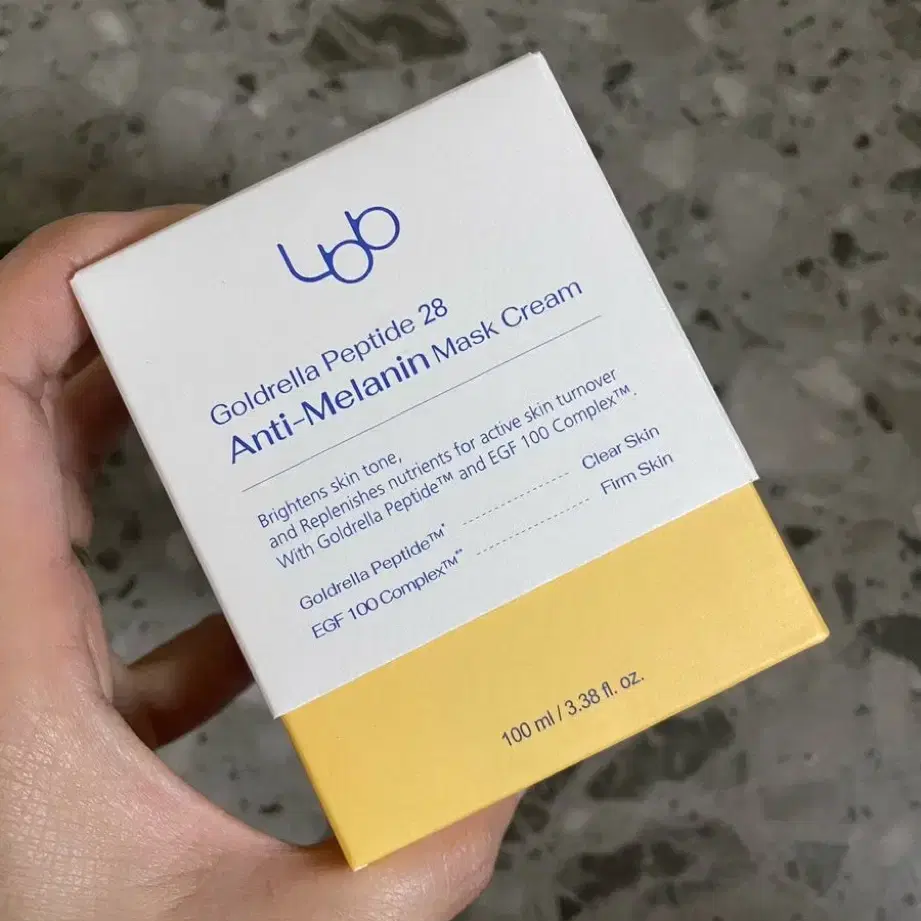 Goldrella Peptide 28
Anti-Melanin Mask Cream
Brightens skin tone,
and Replenishes nutrients for active skin turnover
With Goldrella Peptide™ and EGF 100 Complex™.
Goldrella Peptide™* Clear Skin
EGF 100 Complex™** Firm Skin
100 ml / 3.38 fl. oz.